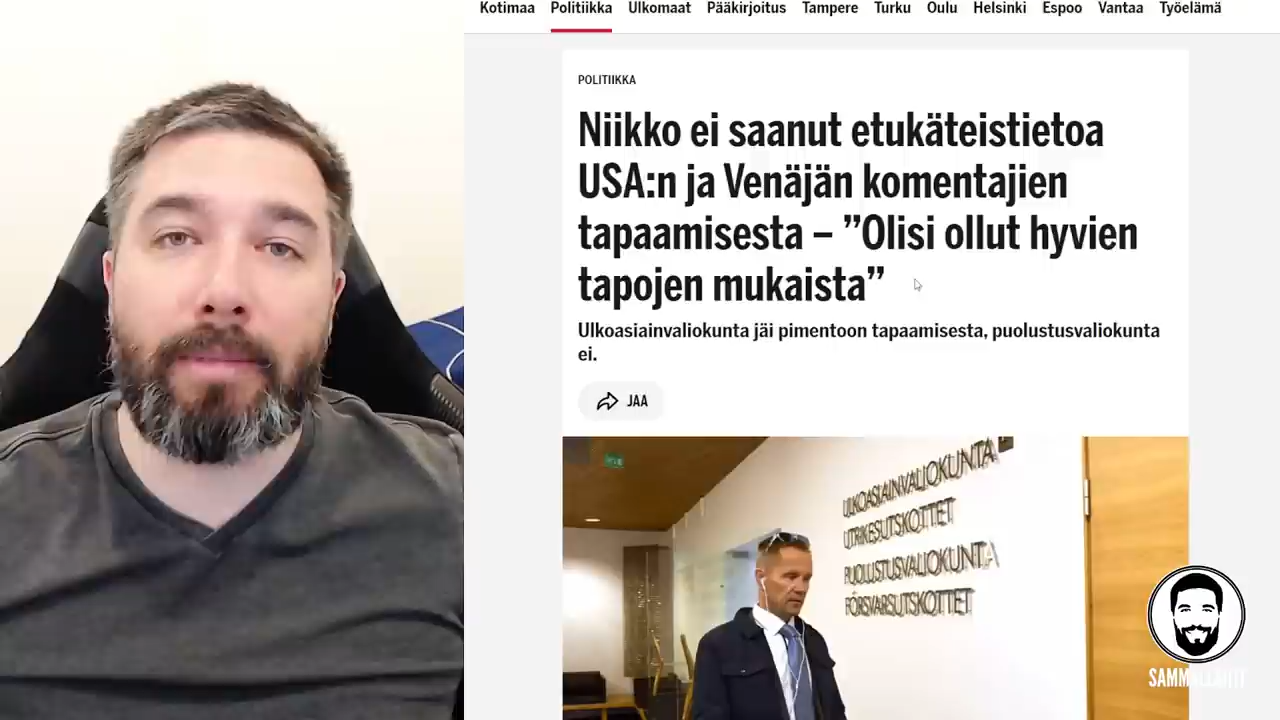 Kotimaa Politiikka Ulkomaat Pääkirjoitus Tampere Turku Oulu Helsinki Espoo Vantaa Työelämä
POLITIIKKA
Niikko ei saanut etukäteistietoa
USA:n ja Venäjän komentajien
tapaamisesta – ”Olisi ollut hyvien
tapojen mukaista”
Ulkoasiainvaliokunta jäi pimentoon tapaamisesta, puolustusvaliokunta
ei.
JAA
ULKOASIAINVALIOKUNTA
UTRIKESUTSKOTTET
PUOLUSTUSVALIOKUNTA
FÖRSVARSUTSKOTTET